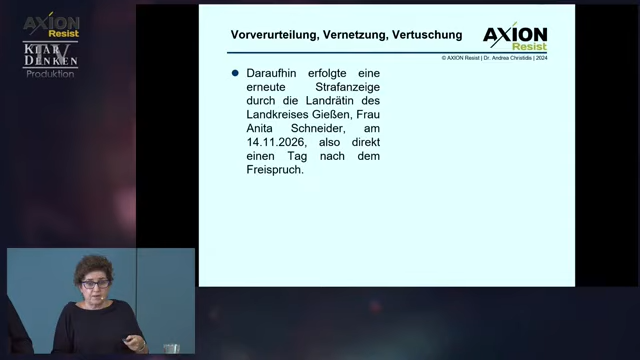 AXION
Resist
KLAR
DENKEN
TV
Produktion
Vorverurteilung, Vernetzung, Vertuschung
AXION
Resist
© AXION Resist | Dr. Andrea Christidis | 2024
Daraufhin erfolgte eine
erneute Strafanzeige
durch die Landrätin des
Landkreises Gießen, Frau
Anita Schneider, am
14.11.2026, also direkt
einen Tag nach dem
Freispruch.